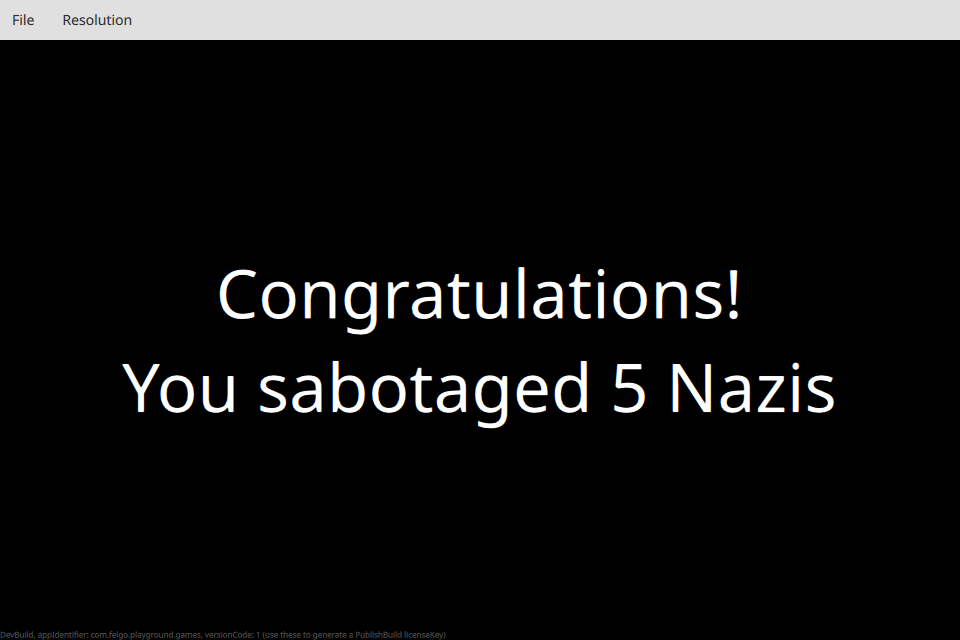 File Resolution
Congratulations!
You sabotaged 5 Nazis
DevBuild, appIdentifier: com.felgo.playground.games, versionCode: 1 (use these to generate a PublishBuild licenseKey)